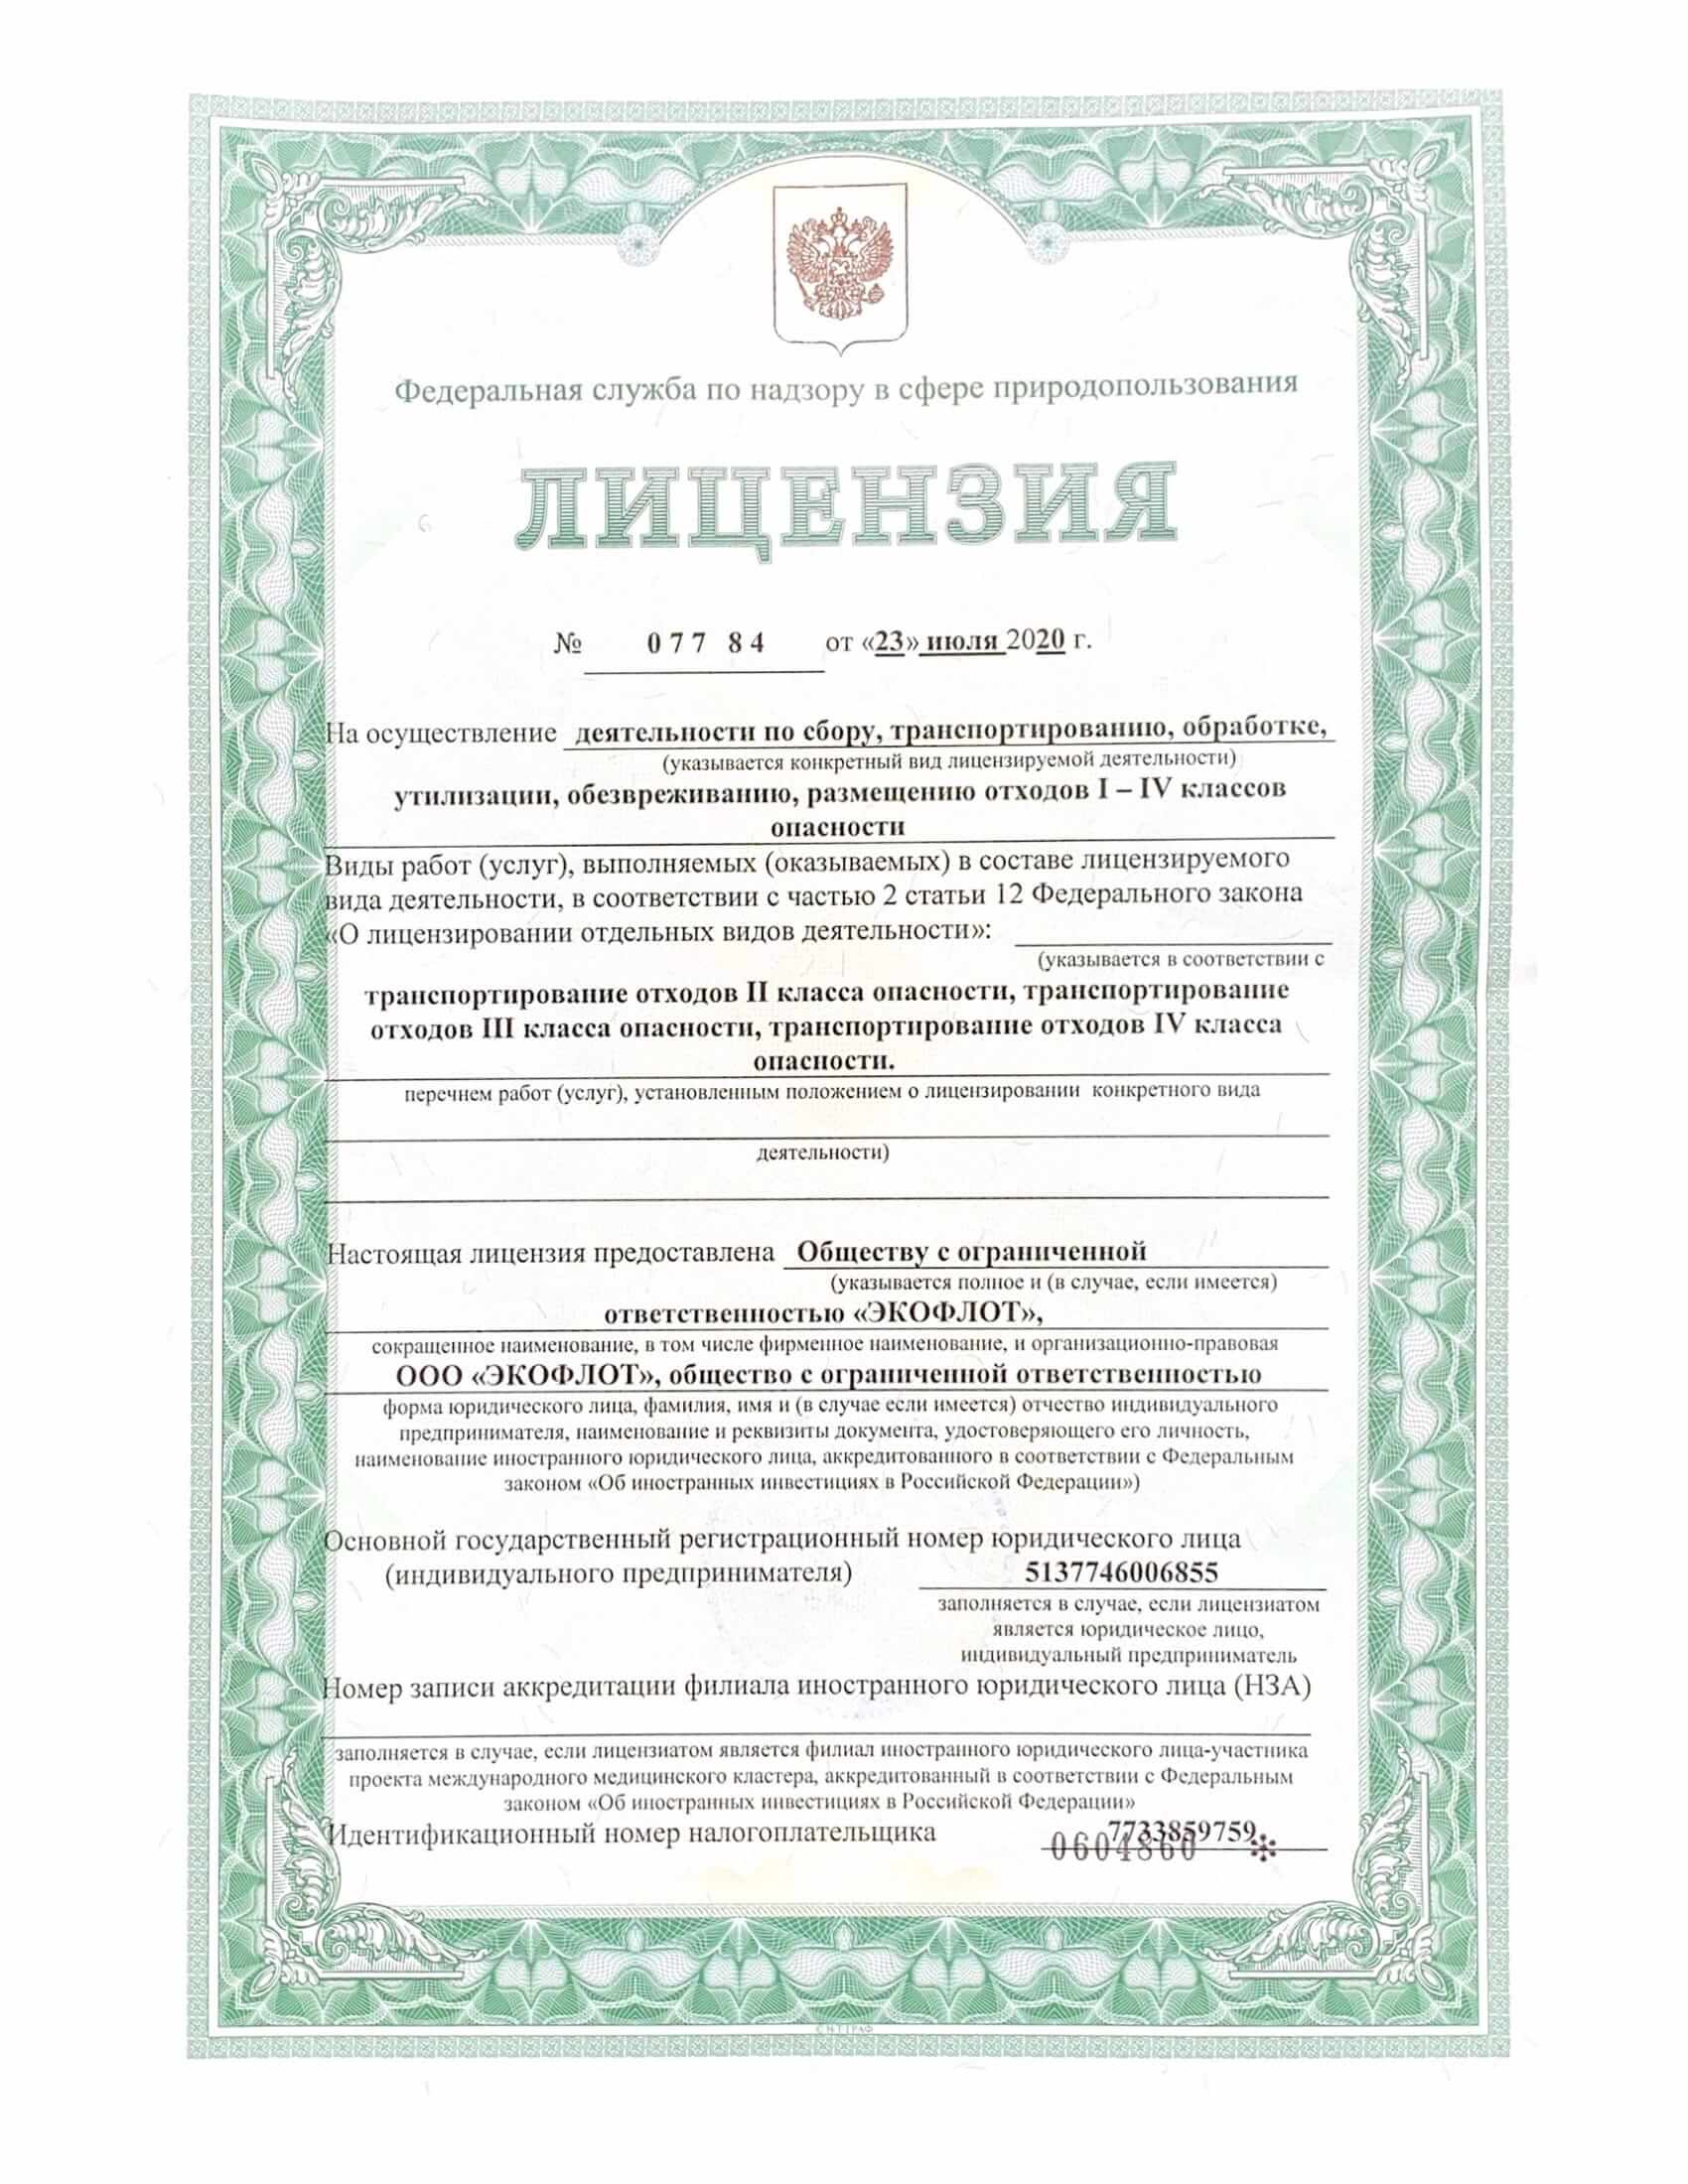 Федеральная служба по надзору в сфере природопользования
ЛИЦЕНЗИЯ
№ 077 84 от «23» июля 2020 г.
На осуществление деятельности по сбору, транспортированию, обработке,
(указывается конкретный вид лицензируемой деятельности)
утилизации, обезвреживанию, размещению отходов I – IV классов
опасности
Виды работ (услуг), выполняемых (оказываемых) в составе лицензируемого
вида деятельности, в соответствии с частью 2 статьи 12 Федерального закона
«О лицензировании отдельных видов деятельности»:
(указывается в соответствии с
транспортирование отходов II класса опасности, транспортирование
отходов III класса опасности, транспортирование отходов IV класса
опасности.
перечнем работ (услуг), установленным положением о лицензировании конкретного вида
деятельности)
Настоящая лицензия предоставлена Обществу с ограниченной
(указывается полное и (в случае, если имеется)
ответственностью «ЭКОФЛОТ»,
сокращенное наименование, в том числе фирменное наименование, и организационно-правовая
ООО «ЭКОФЛОТ», общество с ограниченной ответственностью
форма юридического лица, фамилия, имя и (в случае если имеется) отчество индивидуального
предпринимателя, наименование и реквизиты документа, удостоверяющего его личность,
наименование иностранного юридического лица, аккредитованного в соответствии с Федеральным
законом «Об иностранных инвестициях в Российской Федерации»)
Основной государственный регистрационный номер юридического лица
(индивидуального предпринимателя) 5137746006855
заполняется в случае, если лицензиатом
является юридическое лицо,
индивидуальный предприниматель
Номер записи аккредитации филиала иностранного юридического лица (НЗА)
заполняется в случае, если лицензиатом является филиал иностранного юридического лица-участника
проекта международного медицинского кластера, аккредитованный в соответствии с Федеральным
законом «Об иностранных инвестициях в Российской Федерации»
Идентификационный номер налогоплательщика 7733859759
0604860 *